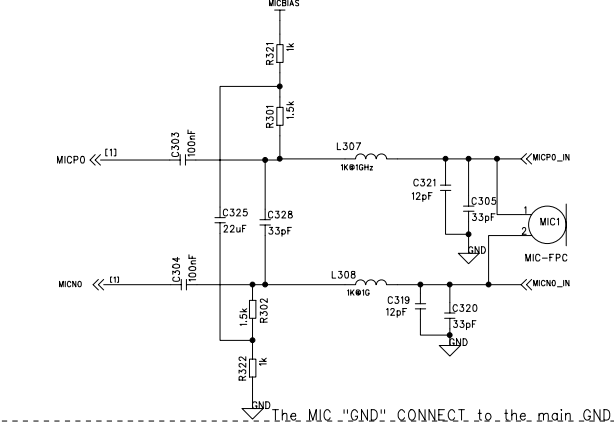 MICBIAS
R321 1k
R301 1.5k
MICP0 [1] C303 100nF
L307
1K@1GHz
MICP0_IN
C321
12pF
C305
33pF
1
2
MIC1
MIC-FPC
GND
C325
22uF
C328
33pF
MICN0 [1] C304 100nF
L308
1K@1G
MICN0_IN
C319
12pF
C320
33pF
GND
1.5k R302
R322 1k
GND
The MIC "GND" CONNECT to the main GND